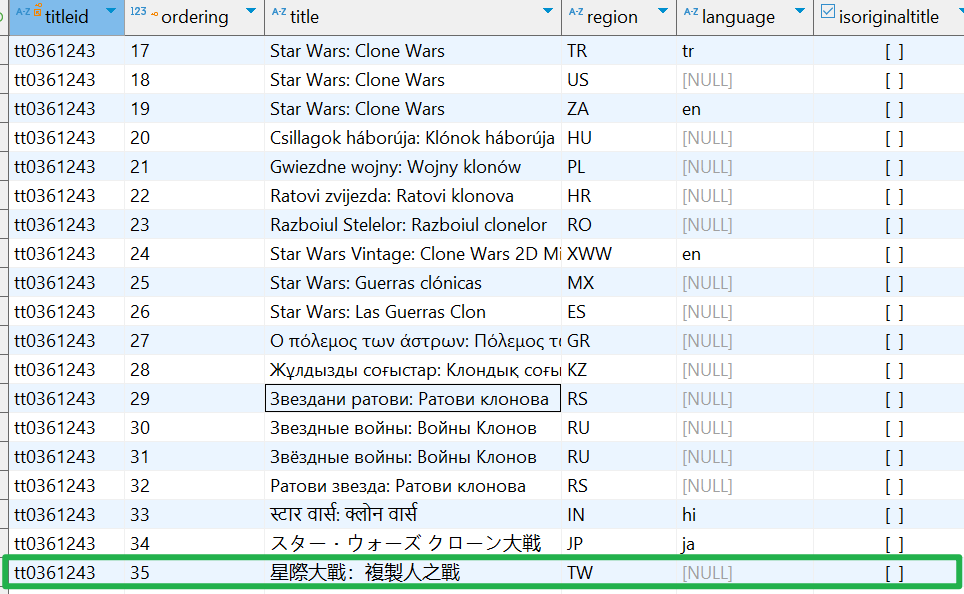 titleid 123 ordering A-Z title A-Z region A-Z language isoriginaltitle
tt0361243 17 Star Wars: Clone Wars TR tr [ ]
tt0361243 18 Star Wars: Clone Wars US [NULL] [ ]
tt0361243 19 Star Wars: Clone Wars ZA en [ ]
tt0361243 20 Csillagok háborúja: Klónok háborúja HU [NULL] [ ]
tt0361243 21 Gwiezdne wojny: Wojny klonów PL [NULL] [ ]
tt0361243 22 Ratovi zvijezda: Ratovi klonova HR [NULL] [ ]
tt0361243 23 Razboiul Stelelor: Razboiul clonelor RO [NULL] [ ]
tt0361243 24 Star Wars Vintage: Clone Wars 2D Mi XWW en [ ]
tt0361243 25 Star Wars: Guerras clónicas MX [NULL] [ ]
tt0361243 26 Star Wars: Las Guerras Clon ES [NULL] [ ]
tt0361243 27 Ο πόλεμος των άστρων: Πόλεμος τ GR [NULL] [ ]
tt0361243 28 Жұлдызды соғыстар: Клондық соғы KZ [NULL] [ ]
tt0361243 29 Звездани ратови: Ратови клонова RS [NULL] [ ]
tt0361243 30 Звездные войны: Войны Клонов RU [NULL] [ ]
tt0361243 31 Звёздные войны: Войны Клонов RU [NULL] [ ]
tt0361243 32 Ратови звезда: Ратови клонова RS [NULL] [ ]
tt0361243 33 स्टार वार्स: क्लोन वार्स IN hi [ ]
tt0361243 34 スター・ウォーズ クローン大戦 JP ja [ ]
tt0361243 35 星際大戰：複製人之戰 TW [NULL] [ ]